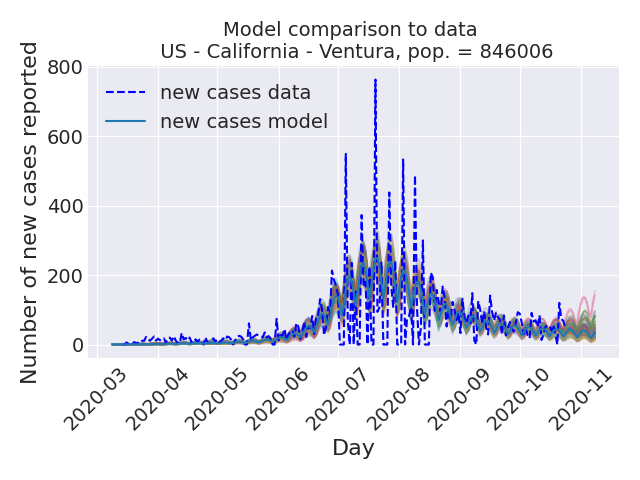 Model comparison to data
US - California - Ventura, pop. = 846006
Number of new cases reported
800
600
400
200
0
new cases data
new cases model
2020-03
2020-04
2020-05
2020-06
2020-07
2020-08
2020-09
2020-10
2020-11
Day